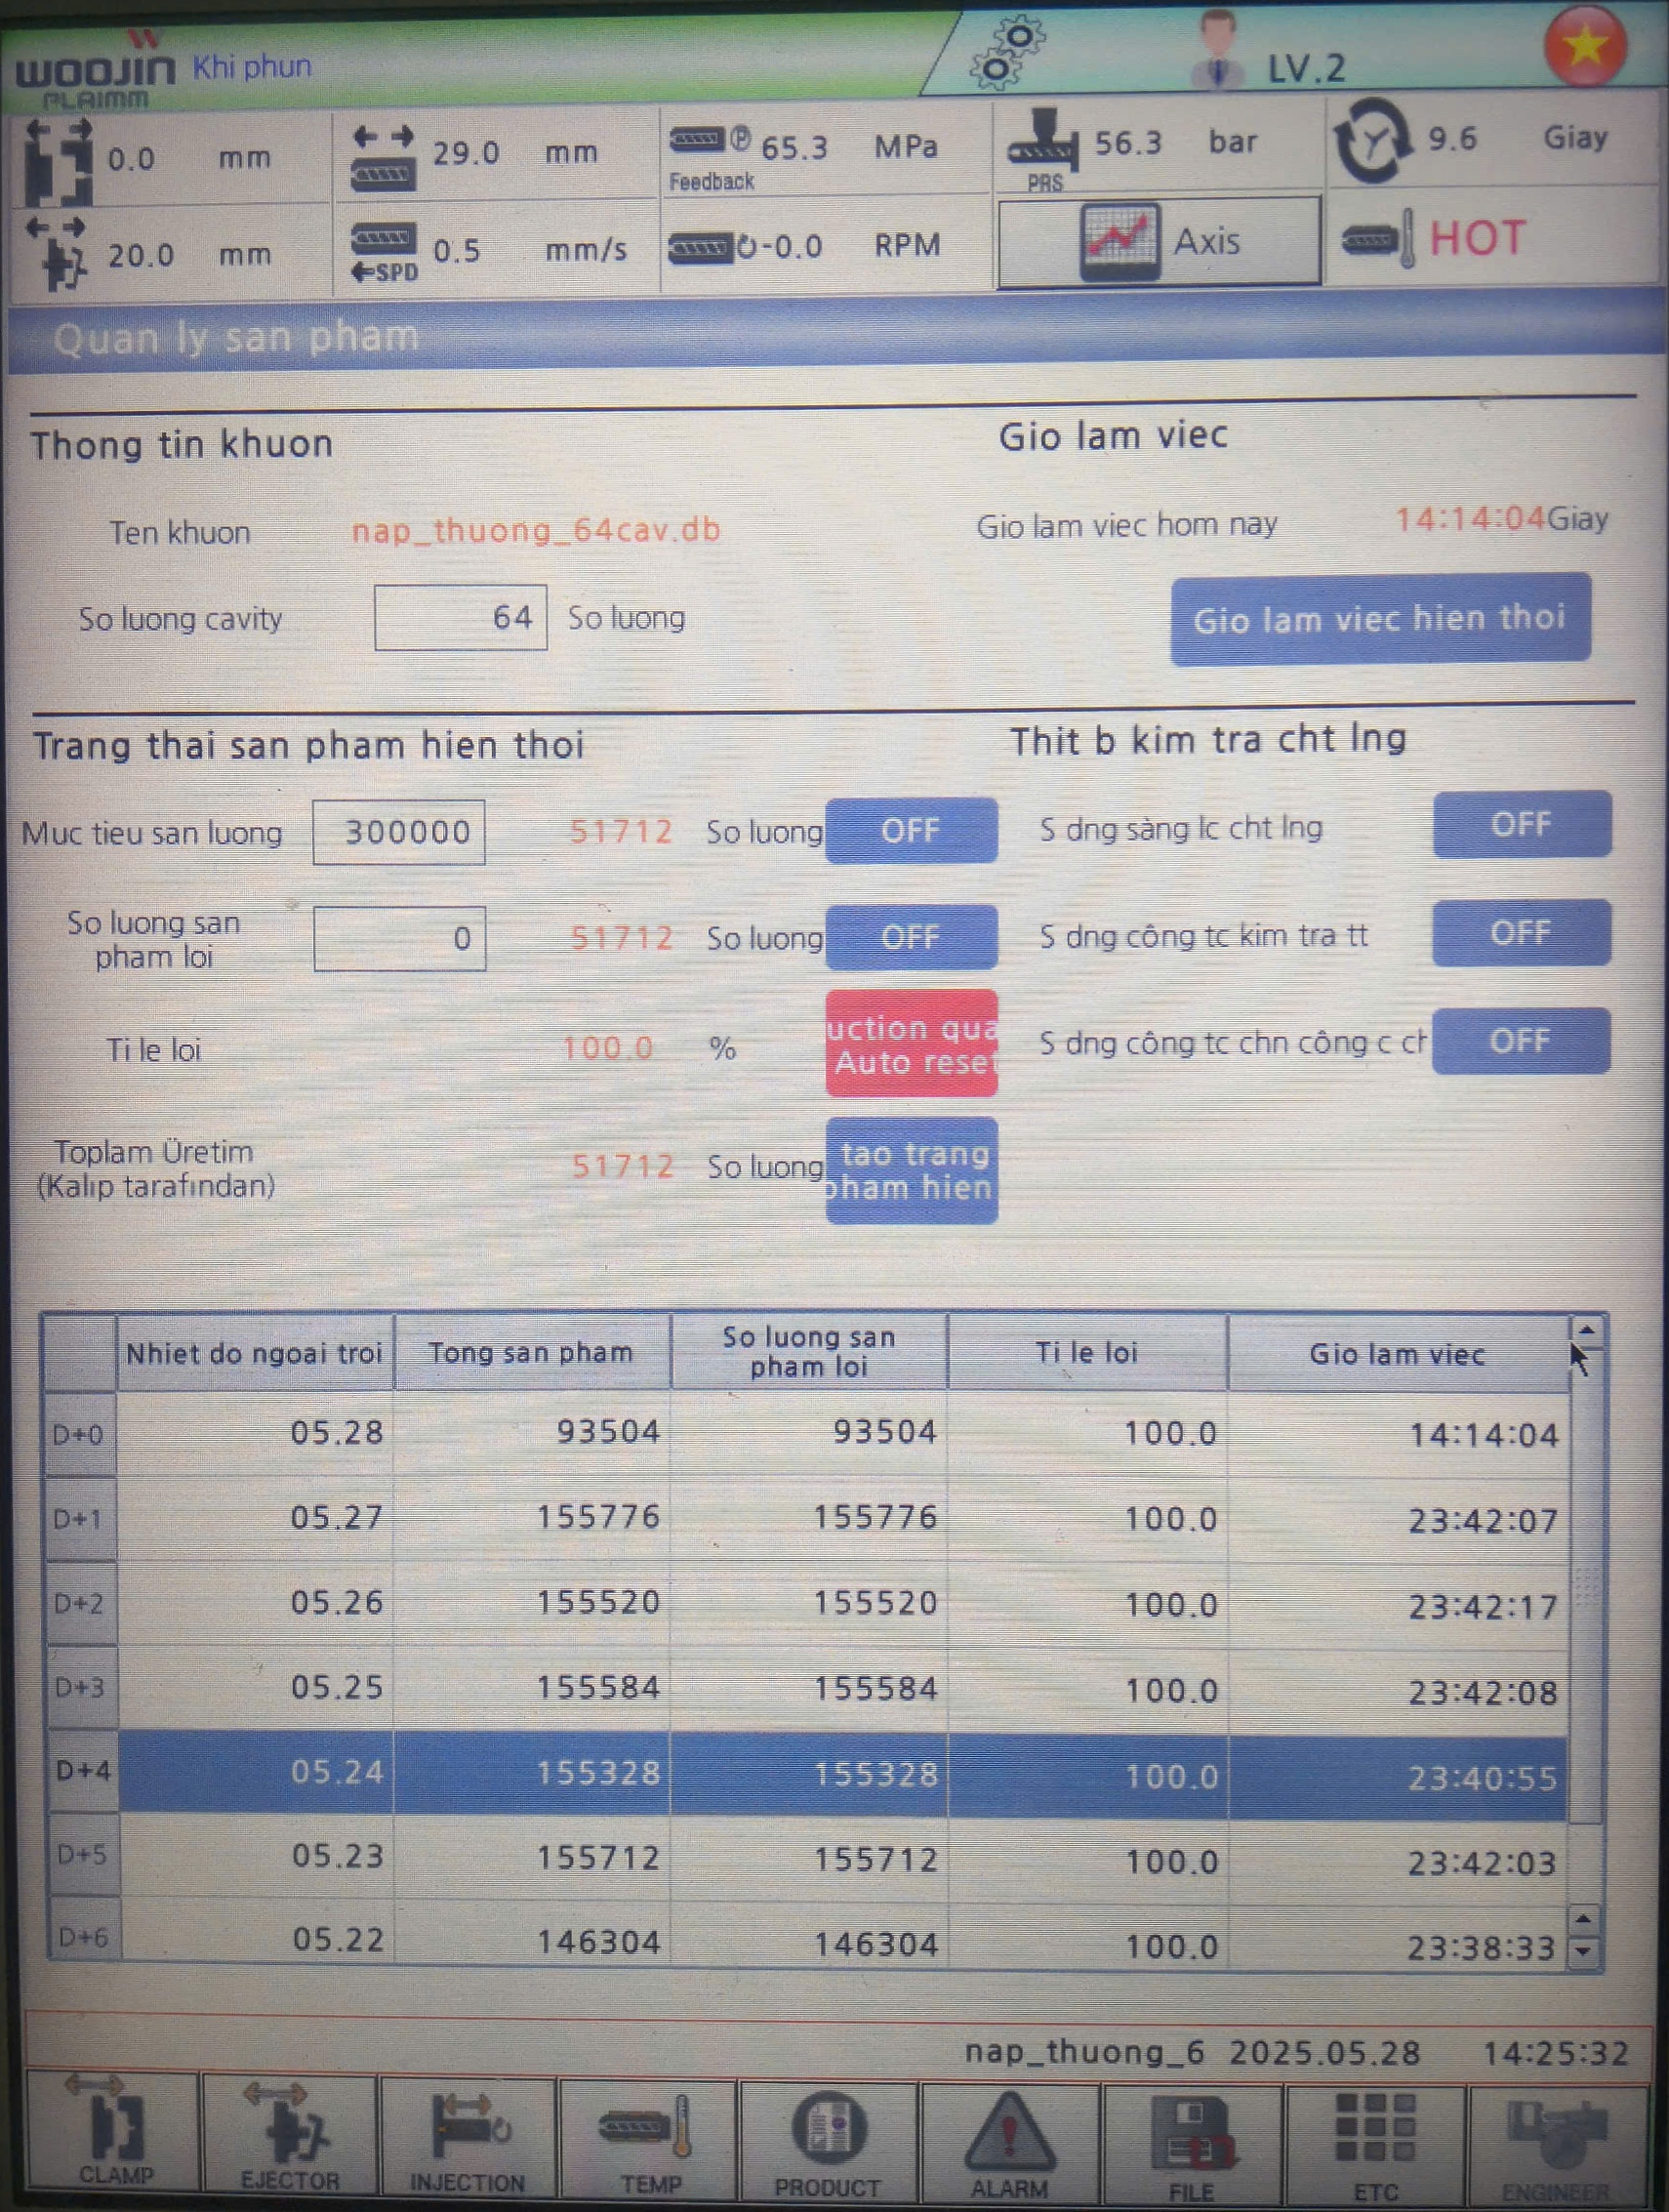 WOOJIN Khi phun
PLAIMM
LV.2
0.0 mm
29.0 mm
65.3 MPa
Feedback
56.3 bar
PRS
9.6 Giay
20.0 mm
0.5 mm/s
SPD
-0.0 RPM
Axis
HOT
Quan ly san pham
Thong tin khuon
Gio lam viec
Ten khuon nap_thuong_64cav.db
Gio lam viec hom nay 14:14:04Giay
So luong cavity 64 So luong
Gio lam viec hien thoi
Trang thai san pham hien thoi
Thit b kim tra cht lng
Muc tieu san luong 300000 51712 So luong OFF
S dng sàng lc cht lng OFF
So luong san
pham loi
0 51712 So luong OFF
S dng công tc kim tra tt OFF
Ti le loi 100.0 %
uction qua
Auto reset
S dng công tc chn công c ch OFF
Toplam Üretim
(Kalıp tarafından)
51712 So luong
tao trang
pham hien
Nhiet do ngoai troi Tong san pham So luong san pham loi Ti le loi Gio lam viec
D+0 05.28 93504 93504 100.0 14:14:04
D+1 05.27 155776 155776 100.0 23:42:07
D+2 05.26 155520 155520 100.0 23:42:17
D+3 05.25 155584 155584 100.0 23:42:08
D+4 05.24 155328 155328 100.0 23:40:55
D+5 05.23 155712 155712 100.0 23:42:03
D+6 05.22 146304 146304 100.0 23:38:33
nap_thuong_6 2025.05.28 14:25:32
CLAMP EJECTOR INJECTION TEMP PRODUCT ALARM FILE ETC ENGINEER